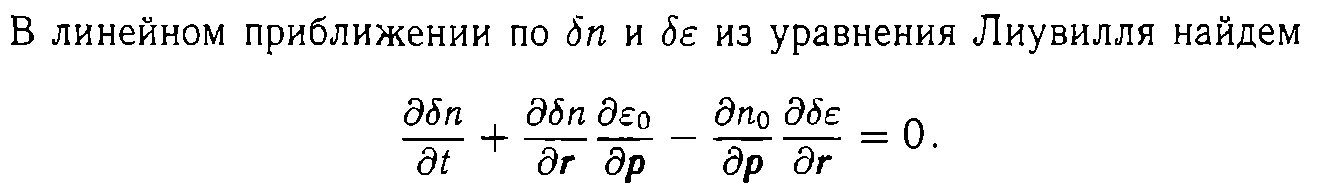 В линейном приближении по δn и δε из уравнения Лиувилля найдем
∂δn/∂t + ∂δn/∂r ∂ε₀/∂p − ∂n₀/∂p ∂δε/∂r = 0.